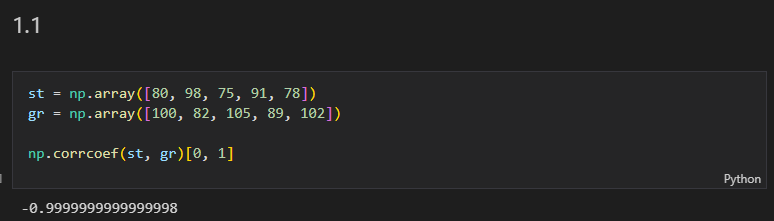 1.1
st = np.array([80, 98, 75, 91, 78])
gr = np.array([100, 82, 105, 89, 102])
np.corrcoef(st, gr)[0, 1]
Python
-0.9999999999999998